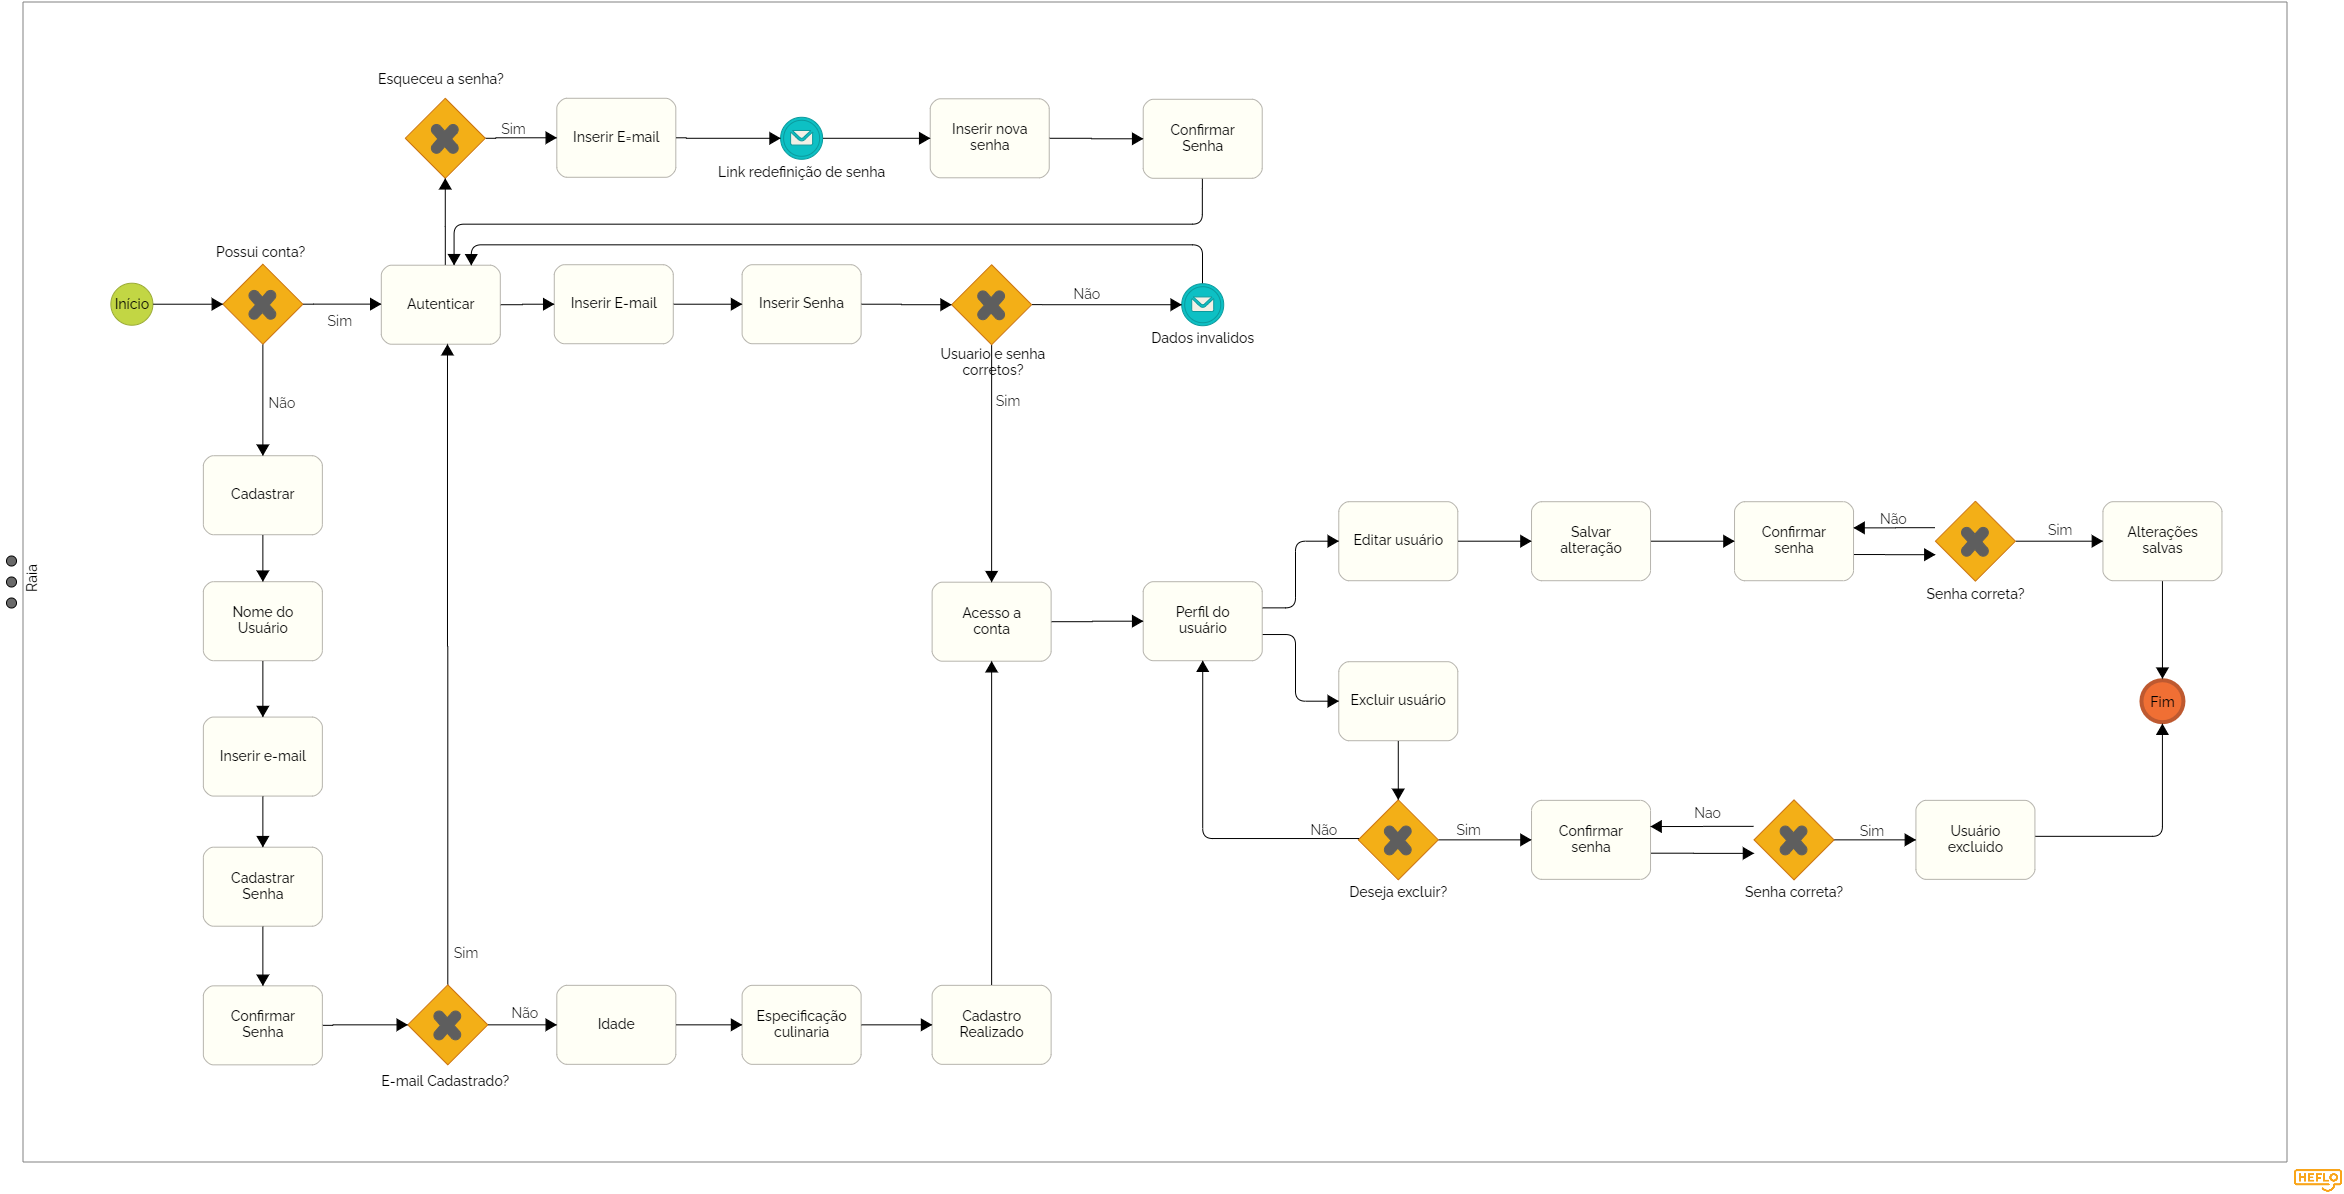 Esqueceu a senha?
Sim
Inserir E=mail
Link redefinição de senha
Inserir nova
senha
Confirmar
Senha
Início
Possui conta?
Sim
Não
Autenticar
Inserir E-mail
Inserir Senha
Usuario e senha
corretos?
Não
Dados invalidos
Sim
Cadastrar
Nome do
Usuário
Inserir e-mail
Cadastrar
Senha
Confirmar
Senha
E-mail Cadastrado?
Sim
Não
Idade
Especificação
culinaria
Cadastro
Realizado
Acesso a
conta
Perfil do
usuário
Editar usuário
Salvar
alteração
Confirmar
senha
Não
Senha correta?
Sim
Alterações
salvas
Excluir usuário
Deseja excluir?
Não
Sim
Confirmar
senha
Nao
Senha correta?
Sim
Usuário
excluido
Fim
Raia
HEFLO